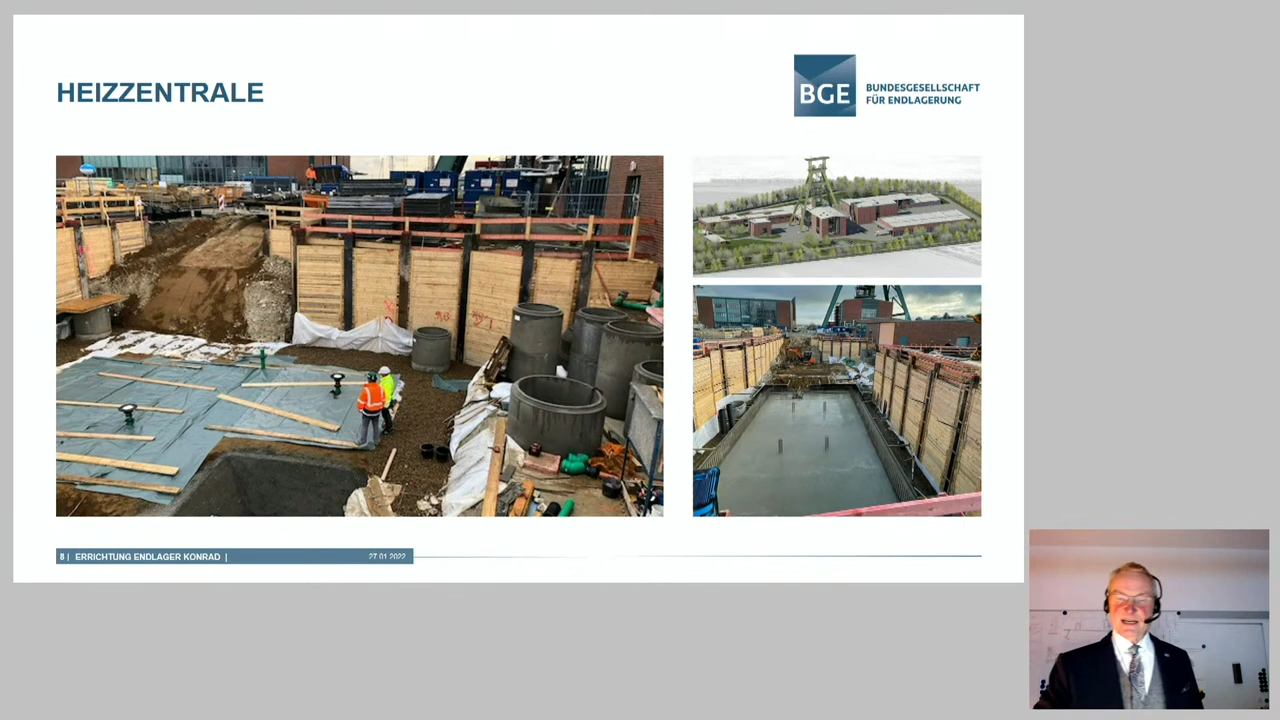 HEIZZENTRALE
BGE
BUNDESGESELLSCHAFT
FÜR ENDLAGERUNG
8 | ERRICHTUNG ENDLAGER KONRAD | 27.01.2022